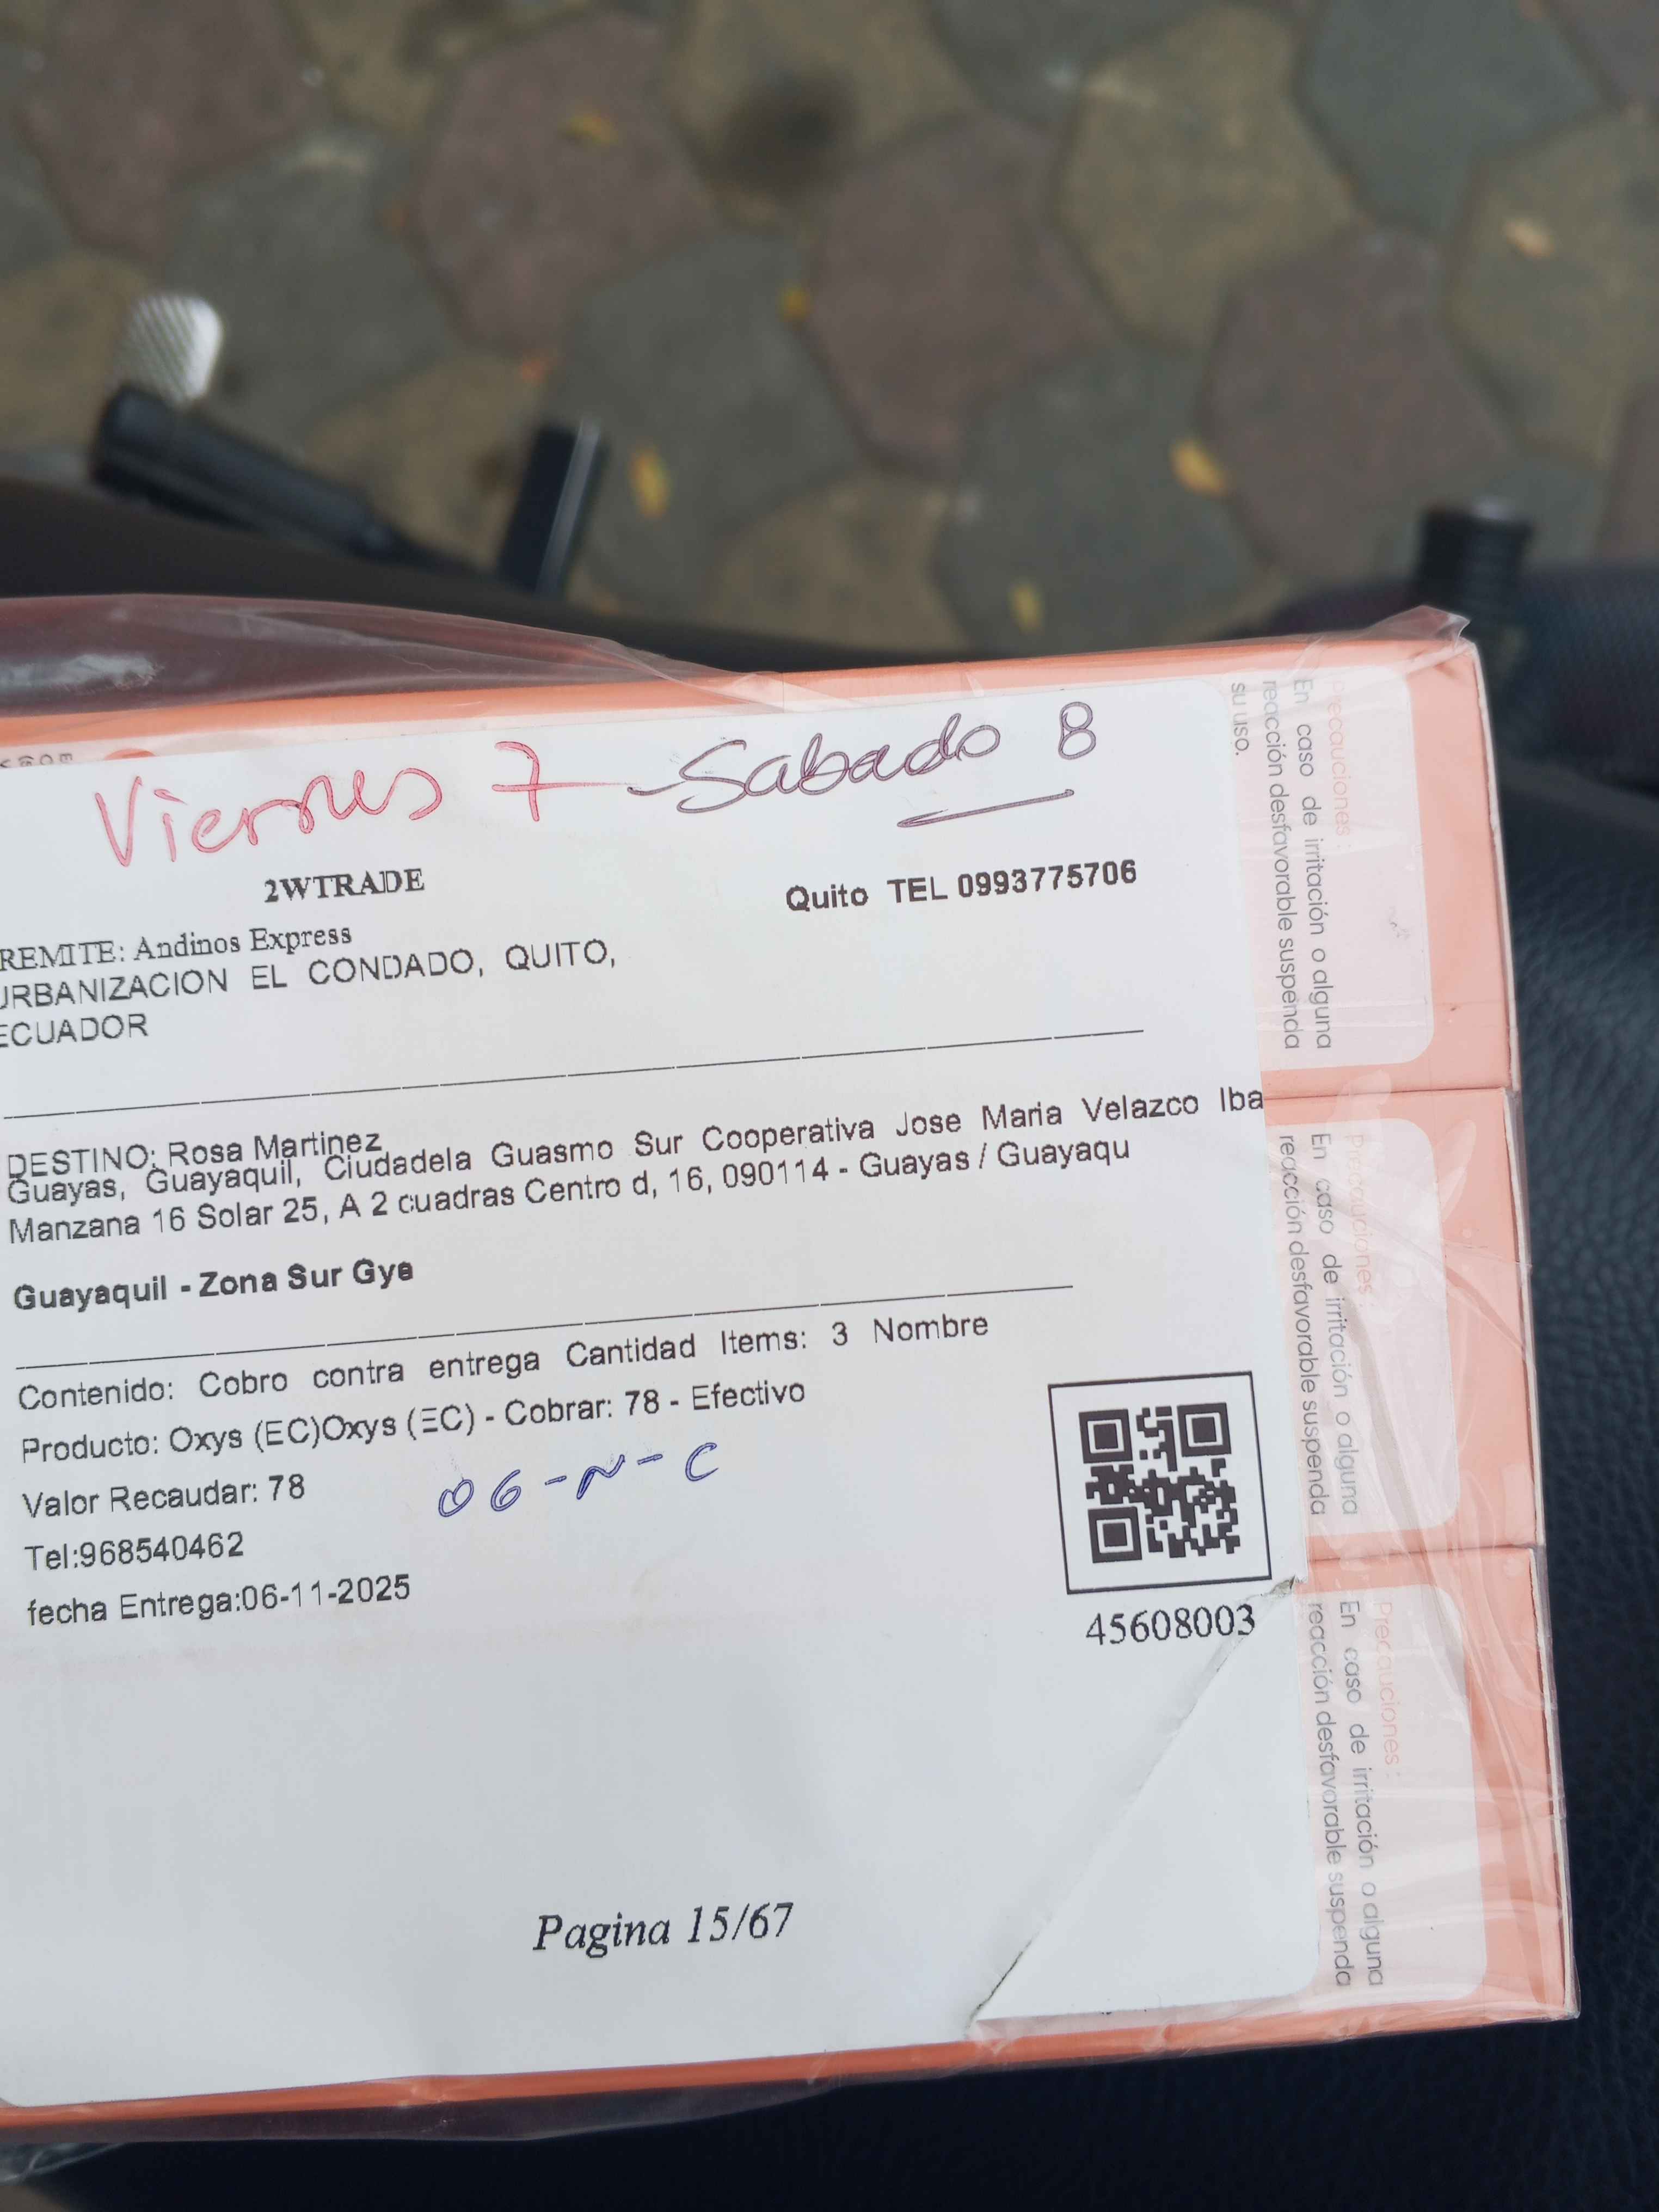 Viernes 7 - Sabado 8
2WTRADE
Quito TEL 0993775706
REMITE: Andinos Express
URBANIZACION EL CONDADO, QUITO,
ECUADOR
DESTINO: Rosa Martinez
Guayas, Guayaquil, Ciudadela Guasmo Sur Cooperativa Jose Maria Velazco Iba
Manzana 16 Solar 25, A 2 cuadras Centro d, 16, 090114 - Guayas / Guayaqu
Guayaquil - Zona Sur Gye
Contenido: Cobro contra entrega Cantidad Items: 3 Nombre
Producto: Oxys (EC)Oxys (EC) - Cobrar: 78 - Efectivo
Valor Recaudar: 78
06-N-C
Tel:968540462
fecha Entrega:06-11-2025
45608003
Pagina 15/67
Precauciones:
En caso de irritación o alguna
reacción desfavorable suspenda
su uso.
Precauciones:
En caso de irritación o alguna
reacción desfavorable suspenda
Precauciones:
En caso de irritación o alguna
reacción desfavorable suspenda